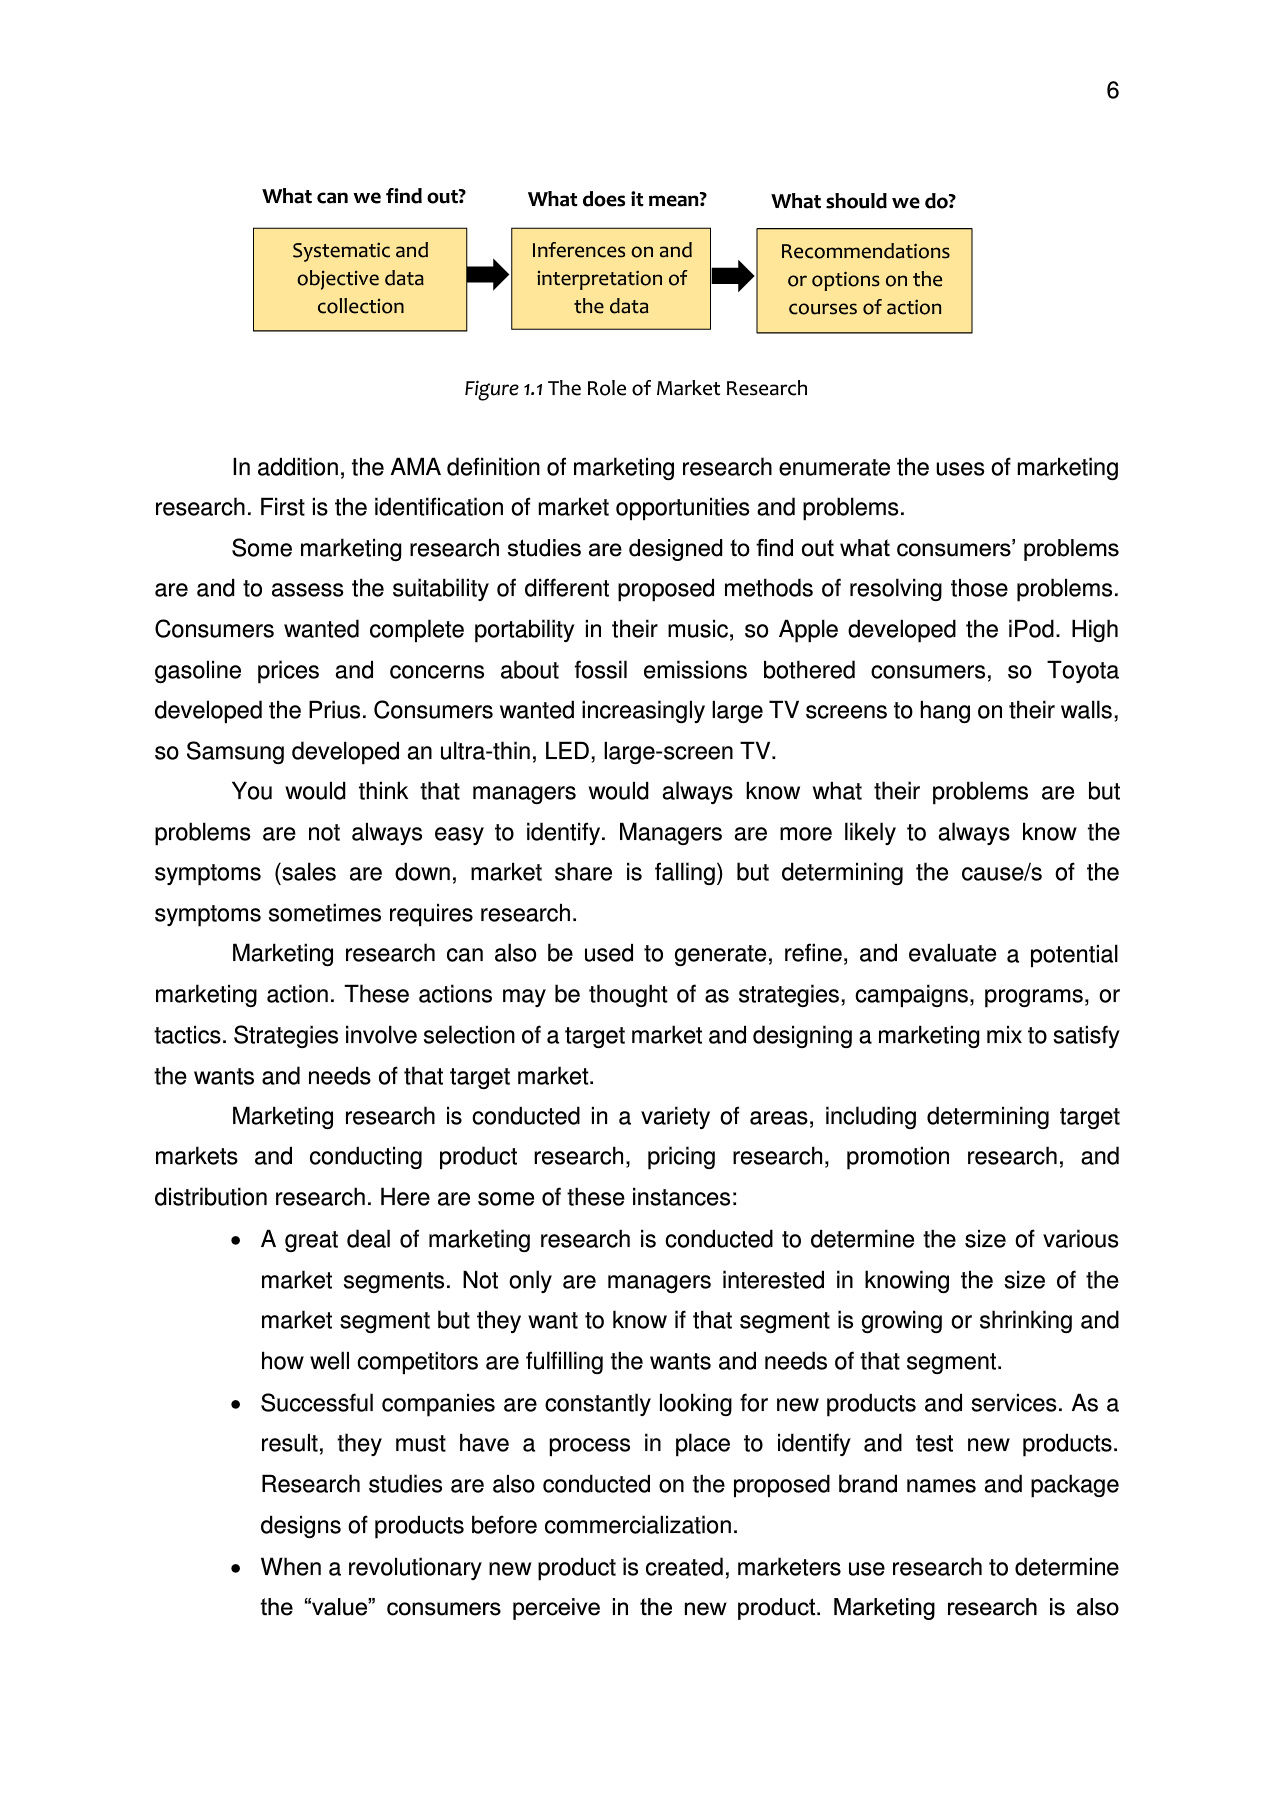 6
What can we find out?
What does it mean?
What should we do?
Systematic and
objective data
collection
Inferences on and
interpretation of
the data
Recommendations
or options on the
courses of action
Figure 1.1 The Role of Market Research
In addition, the AMA definition of marketing research enumerate the uses of marketing
research. First is the identification of market opportunities and problems.
Some marketing research studies are designed to find out what consumers’ problems
are and to assess the suitability of different proposed methods of resolving those problems.
Consumers wanted complete portability in their music, so Apple developed the iPod. High
gasoline prices and concerns about fossil emissions bothered consumers, so Toyota
developed the Prius. Consumers wanted increasingly large TV screens to hang on their walls,
so Samsung developed an ultra-thin, LED, large-screen TV.
You would think that managers would always know what their problems are but
problems are not always easy to identify. Managers are more likely to always know the
symptoms (sales are down, market share is falling) but determining the cause/s of the
symptoms sometimes requires research.
Marketing research can also be used to generate, refine, and evaluate a potential
marketing action. These actions may be thought of as strategies, campaigns, programs, or
tactics. Strategies involve selection of a target market and designing a marketing mix to satisfy
the wants and needs of that target market.
Marketing research is conducted in a variety of areas, including determining target
markets and conducting product research, pricing research, promotion research, and
distribution research. Here are some of these instances:
• A great deal of marketing research is conducted to determine the size of various
market segments. Not only are managers interested in knowing the size of the
market segment but they want to know if that segment is growing or shrinking and
how well competitors are fulfilling the wants and needs of that segment.
• Successful companies are constantly looking for new products and services. As a
result, they must have a process in place to identify and test new products.
Research studies are also conducted on the proposed brand names and package
designs of products before commercialization.
• When a revolutionary new product is created, marketers use research to determine
the “value” consumers perceive in the new product. Marketing research is also